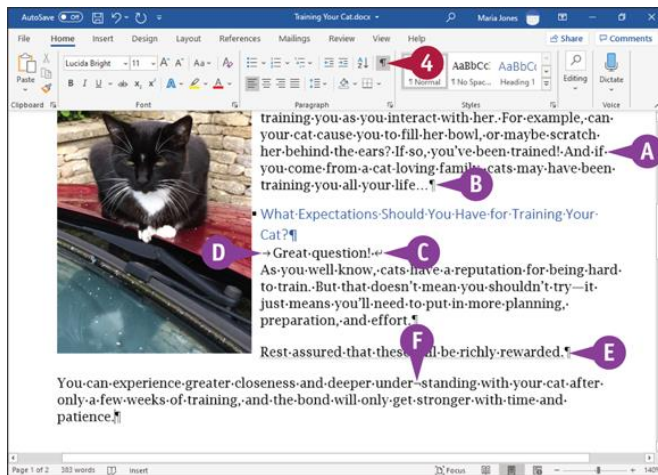 AutoSave Off Training Your Cat.docx Maria Jones
File Home Insert Design Layout References Mailings Review View Help Share Comments
Lucida Bright 11 A A Aa
Paste
B I U ab x₂ x² A A
AaBbCc AaBbCc
¶ Normal ¶ No Spac... Heading 1
Editing Dictate
4
Clipboard Font Paragraph Styles Voice
training·you·as·you·interact·with·her.·For·example,·can·
your·cat·cause·you·to·fill·her·bowl,·or·maybe·scratch·
her·behind·the·ears?·If·so,·you've·been·trained!·And·if·
A
you·come·from·a·cat-loving·family,·cats·may·have·been·
training·you·all·your·life…¶
B
What·Expectations·Should·You·Have·for·Training·Your·
Cat?¶
D
→Great·question!·↵
C
As·you·well·know,·cats·have·a·reputation·for·being·hard·
to·train.·But·that·doesn't·mean·you·shouldn't·try—it·
just·means·you'll·need·to·put·in·more·planning,·
preparation,·and·effort.¶
F
Rest·assured·that·these·will·be·richly·rewarded.¶
E
You·can·experience·greater·closeness·and·deeper·under¬standing·with·your·cat·after·
only·a·few·weeks·of·training,·and·the·bond·will·only·get·stronger·with·time·and·
patience.¶
Page 1 of 2 383 words Insert Focus 140%